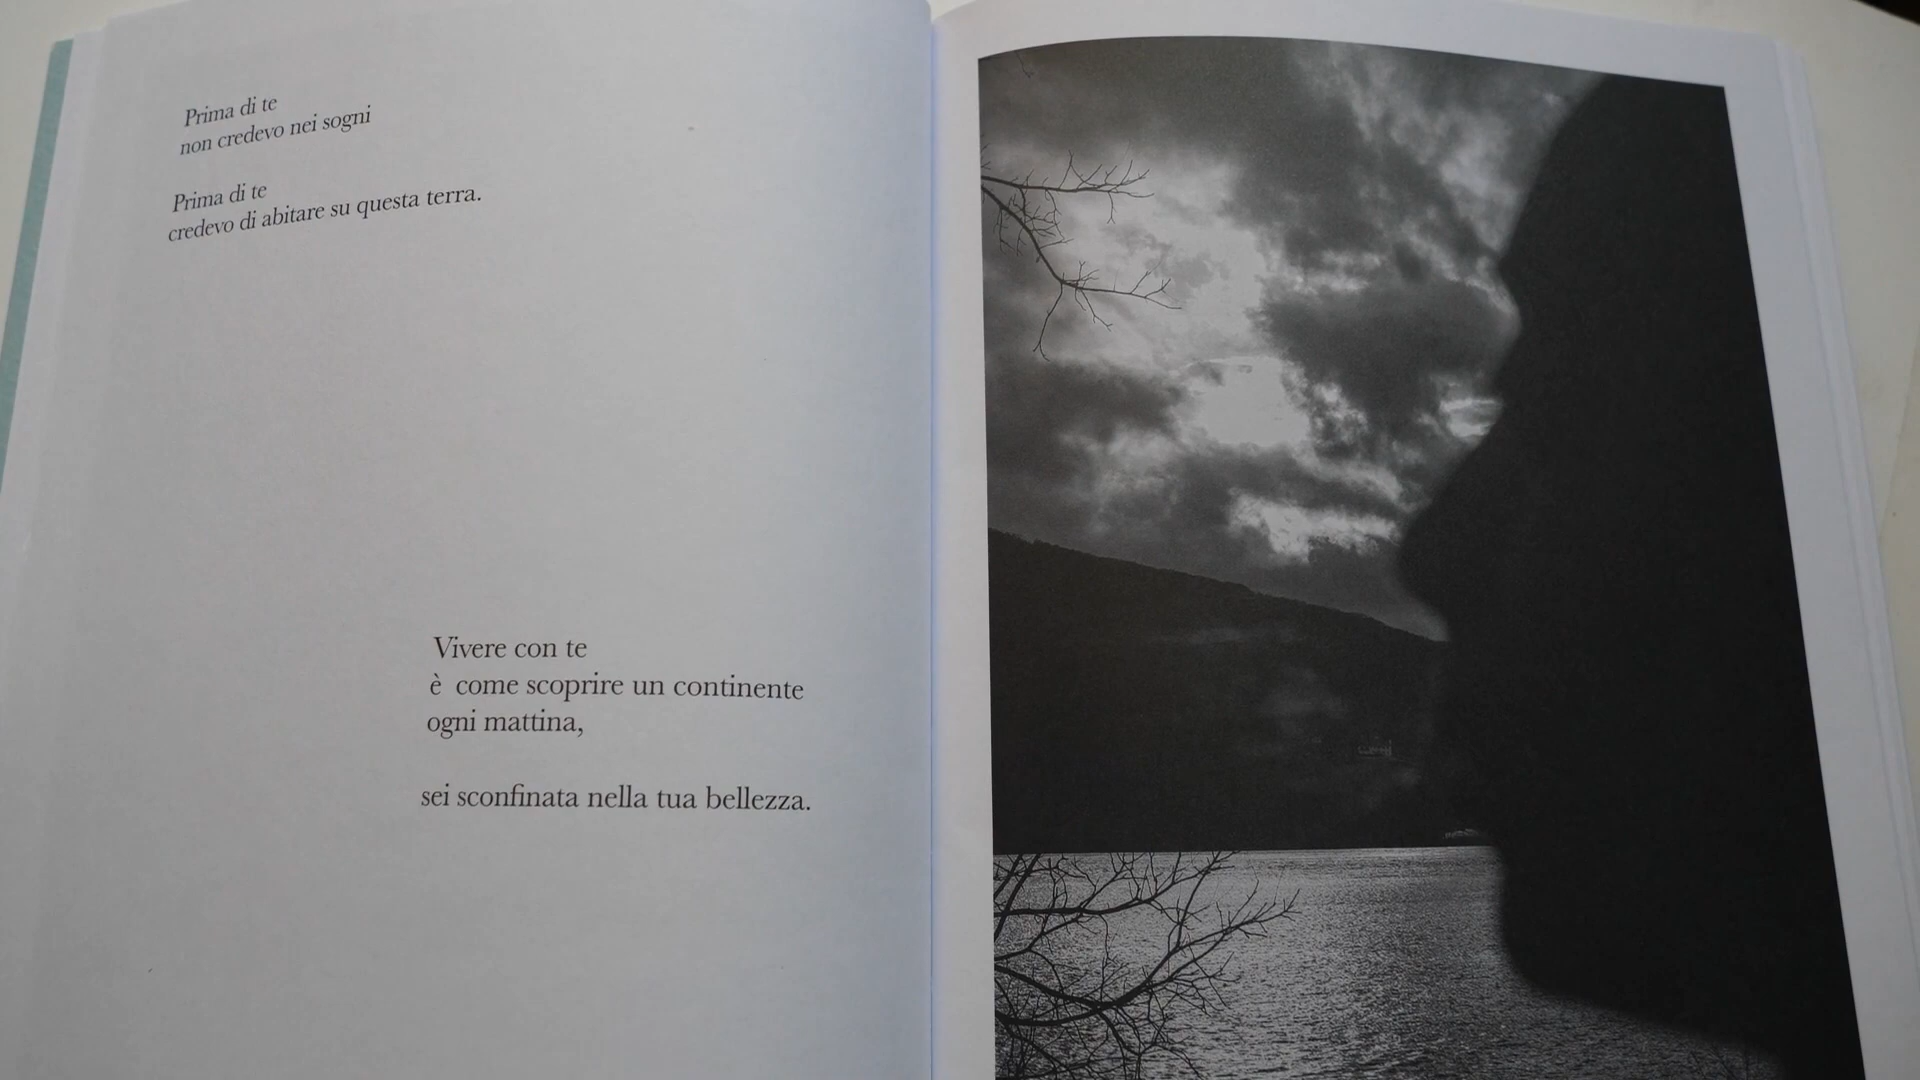 Prima di te
non credevo nei sogni
Prima di te
credevo di abitare su questa terra.
Vivere con te
è come scoprire un continente
ogni mattina,
sei sconfinata nella tua bellezza.